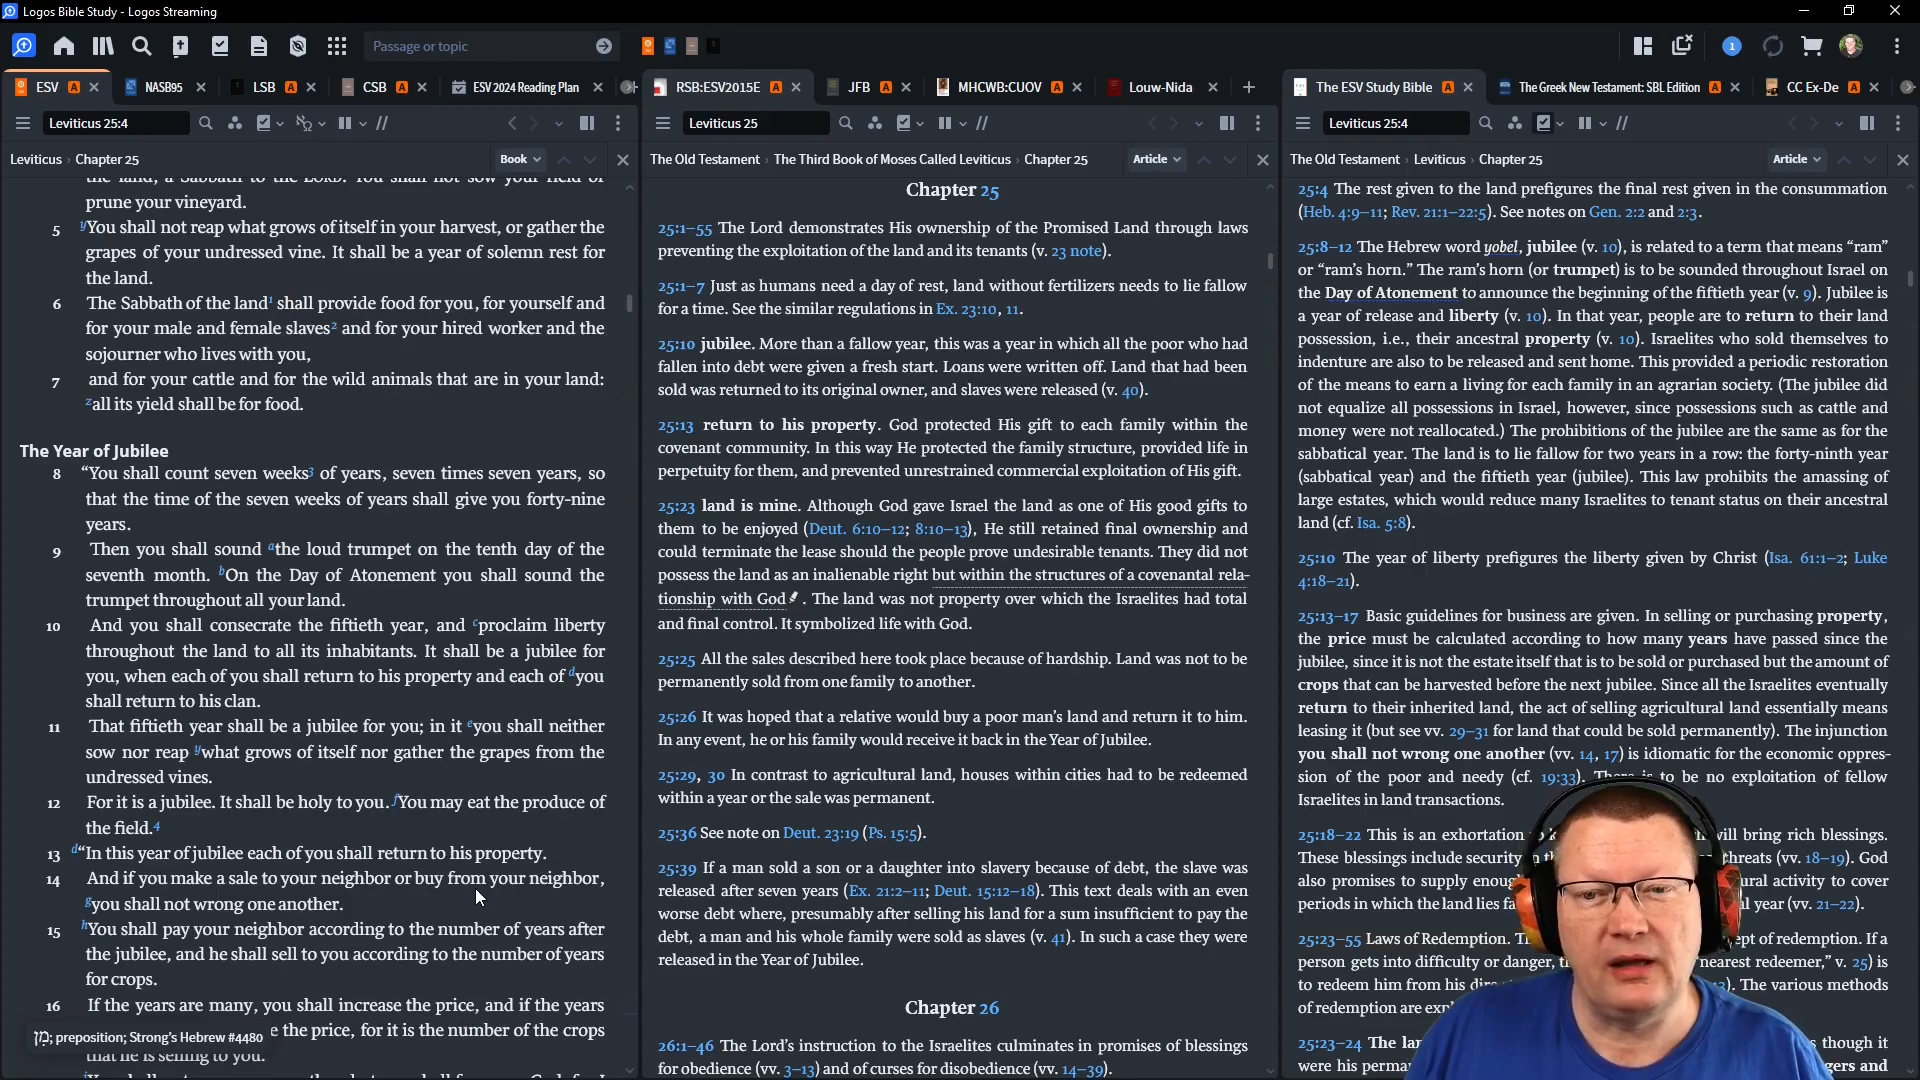 Logos Bible Study - Logos Streaming
Passage or topic
1
ESV A
NASB95
LSB A
CSB A
ESV 2024 Reading Plan
RSB:ESV2015E A
JFB A
MHCWB:CUOV A
Louw-Nida
The ESV Study Bible A
The Greek New Testament: SBL Edition A
CC Ex-De A
Leviticus 25:4
Leviticus 25
Leviticus 25:4
Leviticus › Chapter 25
Book
prune your vineyard.
5 yYou shall not reap what grows of itself in your harvest, or gather the
grapes of your undressed vine. It shall be a year of solemn rest for
the land.
6 The Sabbath of the land1 shall provide food for you, for yourself and
for your male and female slaves2 and for your hired worker and the
sojourner who lives with you,
7 and for your cattle and for the wild animals that are in your land:
zall its yield shall be for food.
The Year of Jubilee
8 “You shall count seven weeks3 of years, seven times seven years, so
that the time of the seven weeks of years shall give you forty-nine
years.
9 Then you shall sound athe loud trumpet on the tenth day of the
seventh month. bOn the Day of Atonement you shall sound the
trumpet throughout all your land.
10 And you shall consecrate the fiftieth year, and cproclaim liberty
throughout the land to all its inhabitants. It shall be a jubilee for
you, when each of you shall return to his property and each of dyou
shall return to his clan.
11 That fiftieth year shall be a jubilee for you; in it eyou shall neither
sow nor reap ywhat grows of itself nor gather the grapes from the
undressed vines.
12 For it is a jubilee. It shall be holy to you. fYou may eat the produce of
the field.4
13 d“In this year of jubilee each of you shall return to his property.
14 And if you make a sale to your neighbor or buy from your neighbor,
gyou shall not wrong one another.
15 hYou shall pay your neighbor according to the number of years after
the jubilee, and he shall sell to you according to the number of years
for crops.
16 If the years are many, you shall increase the price, and if the years
e the price, for it is the number of the crops
that he is selling to you.
מִן; preposition; Strong’s Hebrew #4480
The Old Testament › The Third Book of Moses Called Leviticus › Chapter 25
Article
Chapter 25
25:1–55 The Lord demonstrates His ownership of the Promised Land through laws
preventing the exploitation of the land and its tenants (v. 23 note).
25:1–7 Just as humans need a day of rest, land without fertilizers needs to lie fallow
for a time. See the similar regulations in Ex. 23:10, 11.
25:10 jubilee. More than a fallow year, this was a year in which all the poor who had
fallen into debt were given a fresh start. Loans were written off. Land that had been
sold was returned to its original owner, and slaves were released (v. 40).
25:13 return to his property. God protected His gift to each family within the
covenant community. In this way He protected the family structure, provided life in
perpetuity for them, and prevented unrestrained commercial exploitation of His gift.
25:23 land is mine. Although God gave Israel the land as one of His good gifts to
them to be enjoyed (Deut. 6:10–12; 8:10–13), He still retained final ownership and
could terminate the lease should the people prove undesirable tenants. They did not
possess the land as an inalienable right but within the structures of a covenantal rela-
tionship with God. The land was not property over which the Israelites had total
and final control. It symbolized life with God.
25:25 All the sales described here took place because of hardship. Land was not to be
permanently sold from one family to another.
25:26 It was hoped that a relative would buy a poor man’s land and return it to him.
In any event, he or his family would receive it back in the Year of Jubilee.
25:29, 30 In contrast to agricultural land, houses within cities had to be redeemed
within a year or the sale was permanent.
25:36 See note on Deut. 23:19 (Ps. 15:5).
25:39 If a man sold a son or a daughter into slavery because of debt, the slave was
released after seven years (Ex. 21:2–11; Deut. 15:12–18). This text deals with an even
worse debt where, presumably after selling his land for a sum insufficient to pay the
debt, a man and his whole family were sold as slaves (v. 41). In such a case they were
released in the Year of Jubilee.
Chapter 26
26:1–46 The Lord’s instruction to the Israelites culminates in promises of blessings
for obedience (vv. 3–13) and of curses for disobedience (vv. 14–39).
The Old Testament › Leviticus › Chapter 25
Article
25:4 The rest given to the land prefigures the final rest given in the consummation
(Heb. 4:9–11; Rev. 21:1–22:5). See notes on Gen. 2:2 and 2:3.
25:8–12 The Hebrew word yobel, jubilee (v. 10), is related to a term that means “ram”
or “ram’s horn.” The ram’s horn (or trumpet) is to be sounded throughout Israel on
the Day of Atonement to announce the beginning of the fiftieth year (v. 9). Jubilee is
a year of release and liberty (v. 10). In that year, people are to return to their land
possession, i.e., their ancestral property (v. 10). Israelites who sold themselves to
indenture are also to be released and sent home. This provided a periodic restoration
of the means to earn a living for each family in an agrarian society. (The jubilee did
not equalize all possessions in Israel, however, since possessions such as cattle and
money were not reallocated.) The prohibitions of the jubilee are the same as for the
sabbatical year. The land is to lie fallow for two years in a row: the forty-ninth year
(sabbatical year) and the fiftieth year (jubilee). This law prohibits the amassing of
large estates, which would reduce many Israelites to tenant status on their ancestral
land (cf. Isa. 5:8).
25:10 The year of liberty prefigures the liberty given by Christ (Isa. 61:1–2; Luke
4:18–21).
25:13–17 Basic guidelines for business are given. In selling or purchasing property,
the price must be calculated according to how many years have passed since the
jubilee, since it is not the estate itself that is to be sold or purchased but the amount of
crops that can be harvested before the next jubilee. Since all the Israelites eventually
return to their inherited land, the act of selling agricultural land essentially means
leasing it (but see vv. 29–31 for land that could be sold permanently). The injunction
you shall not wrong one another (vv. 14, 17) is idiomatic for the economic oppres-
sion of the poor and needy (cf. 19:33). There is to be no exploitation of fellow
Israelites in land transactions.
25:18–22 This is an exhortation will bring rich blessings.
These blessings include security threats (vv. 18–19). God
also promises to supply enoug ural activity to cover
periods in which the land lies fa l year (vv. 21–22).
25:23–55 Laws of Redemption. ept of redemption. If a
person gets into difficulty or danger, nearest redeemer,” v. 25) is
to redeem him from his ). The various methods
of redemption are
25:23–24 The though it
were his gers and